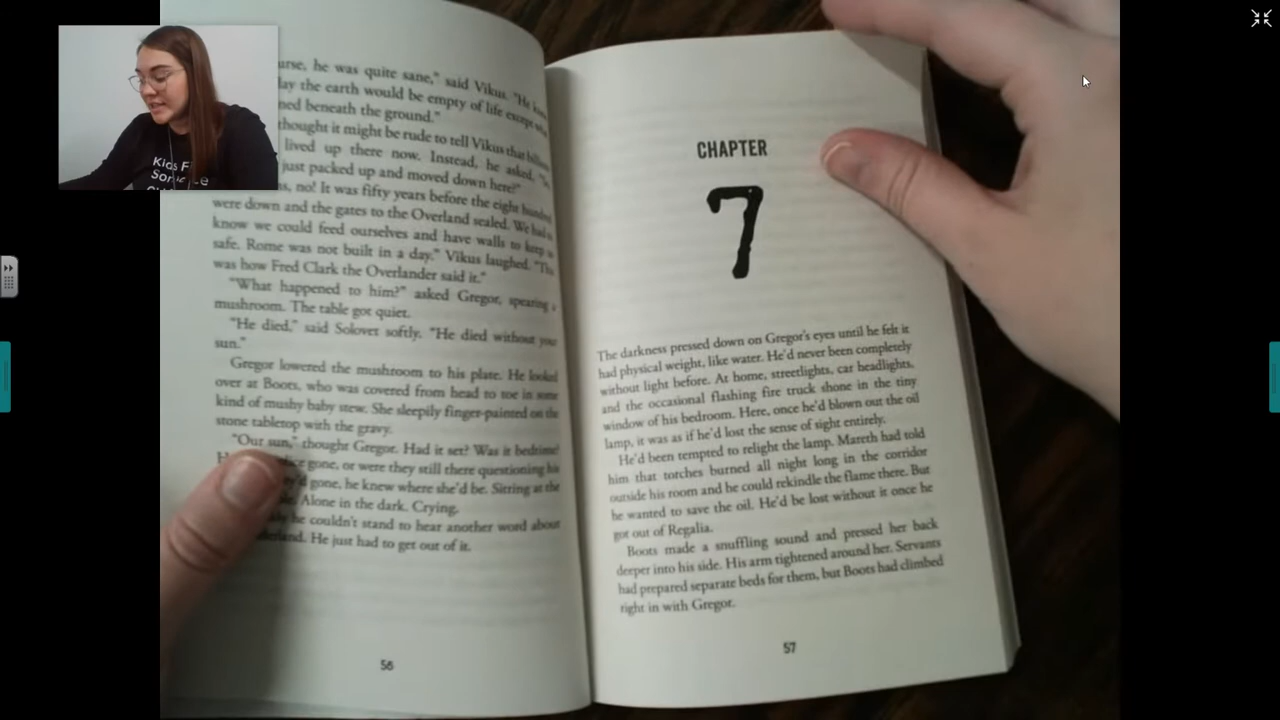 urse, he was quite sane," said Vikus. "He knew
lay the earth would be empty of life except what
ned beneath the ground."
thought it might be rude to tell Vikus that billions
lived up there now. Instead, he asked, "So
just packed up and moved down here?"
ns, no! It was fifty years before the eight hundred
were down and the gates to the Overland sealed. We had to
know we could feed ourselves and have walls to keep us
safe. Rome was not built in a day." Vikus laughed. "This
was how Fred Clark the Overlander said it."
"What happened to him?" asked Gregor, spearing a
mushroom. The table got quiet.
"He died," said Solovet softly. "He died without your
sun."
Gregor lowered the mushroom to his plate. He looked
over at Boots, who was covered from head to toe in some
kind of mushy baby stew. She sleepily finger-painted on the
stone tabletop with the gravy.
"Our sun," thought Gregor. Had it set? Was it bedtime?
H gone, or were they still there questioning his
y'd gone, he knew where she'd be. Sitting at the
Alone in the dark. Crying.
he couldn't stand to hear another word about
rland. He just had to get out of it.
56
CHAPTER
7
The darkness pressed down on Gregor's eyes until he felt it
had physical weight, like water. He'd never been completely
without light before. At home, streetlights, car headlights,
and the occasional flashing fire truck shone in the tiny
window of his bedroom. Here, once he'd blown out the oil
lamp, it was as if he'd lost the sense of sight entirely.
He'd been tempted to relight the lamp. Mareth had told
him that torches burned all night long in the corridor
outside his room and he could rekindle the flame there. But
he wanted to save the oil. He'd be lost without it once he
got out of Regalia.
Boots made a snuffling sound and pressed her back
deeper into his side. His arm tightened around her. Servants
had prepared separate beds for them, but Boots had climbed
right in with Gregor.
57
Kids F
Som